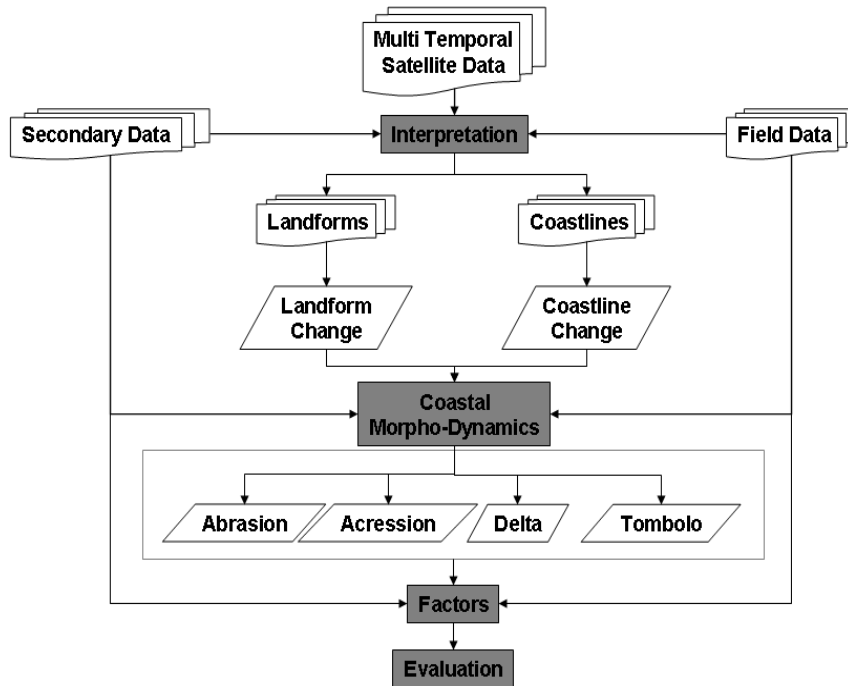 Multi Temporal
Satellite Data
Secondary Data
Interpretation
Field Data
Landforms
Coastlines
Landform
Change
Coastline
Change
Coastal
Morpho-Dynamics
Abrasion
Acression
Delta
Tombolo
Factors
Evaluation